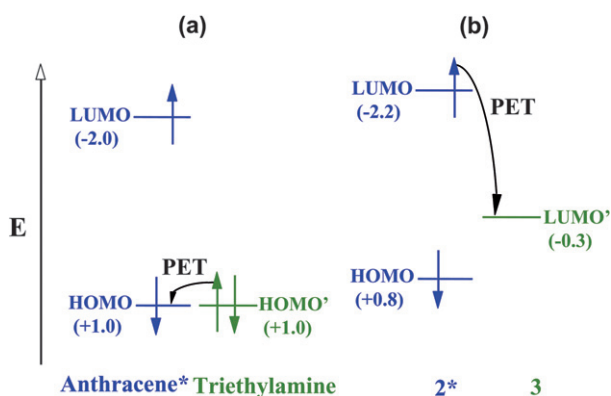 (a)
(b)
LUMO
(-2.0)
LUMO
(-2.2)
PET
E
LUMO'
(-0.3)
PET
HOMO
(+1.0)
HOMO'
(+1.0)
HOMO
(+0.8)
Anthracene* Triethylamine
2*
3